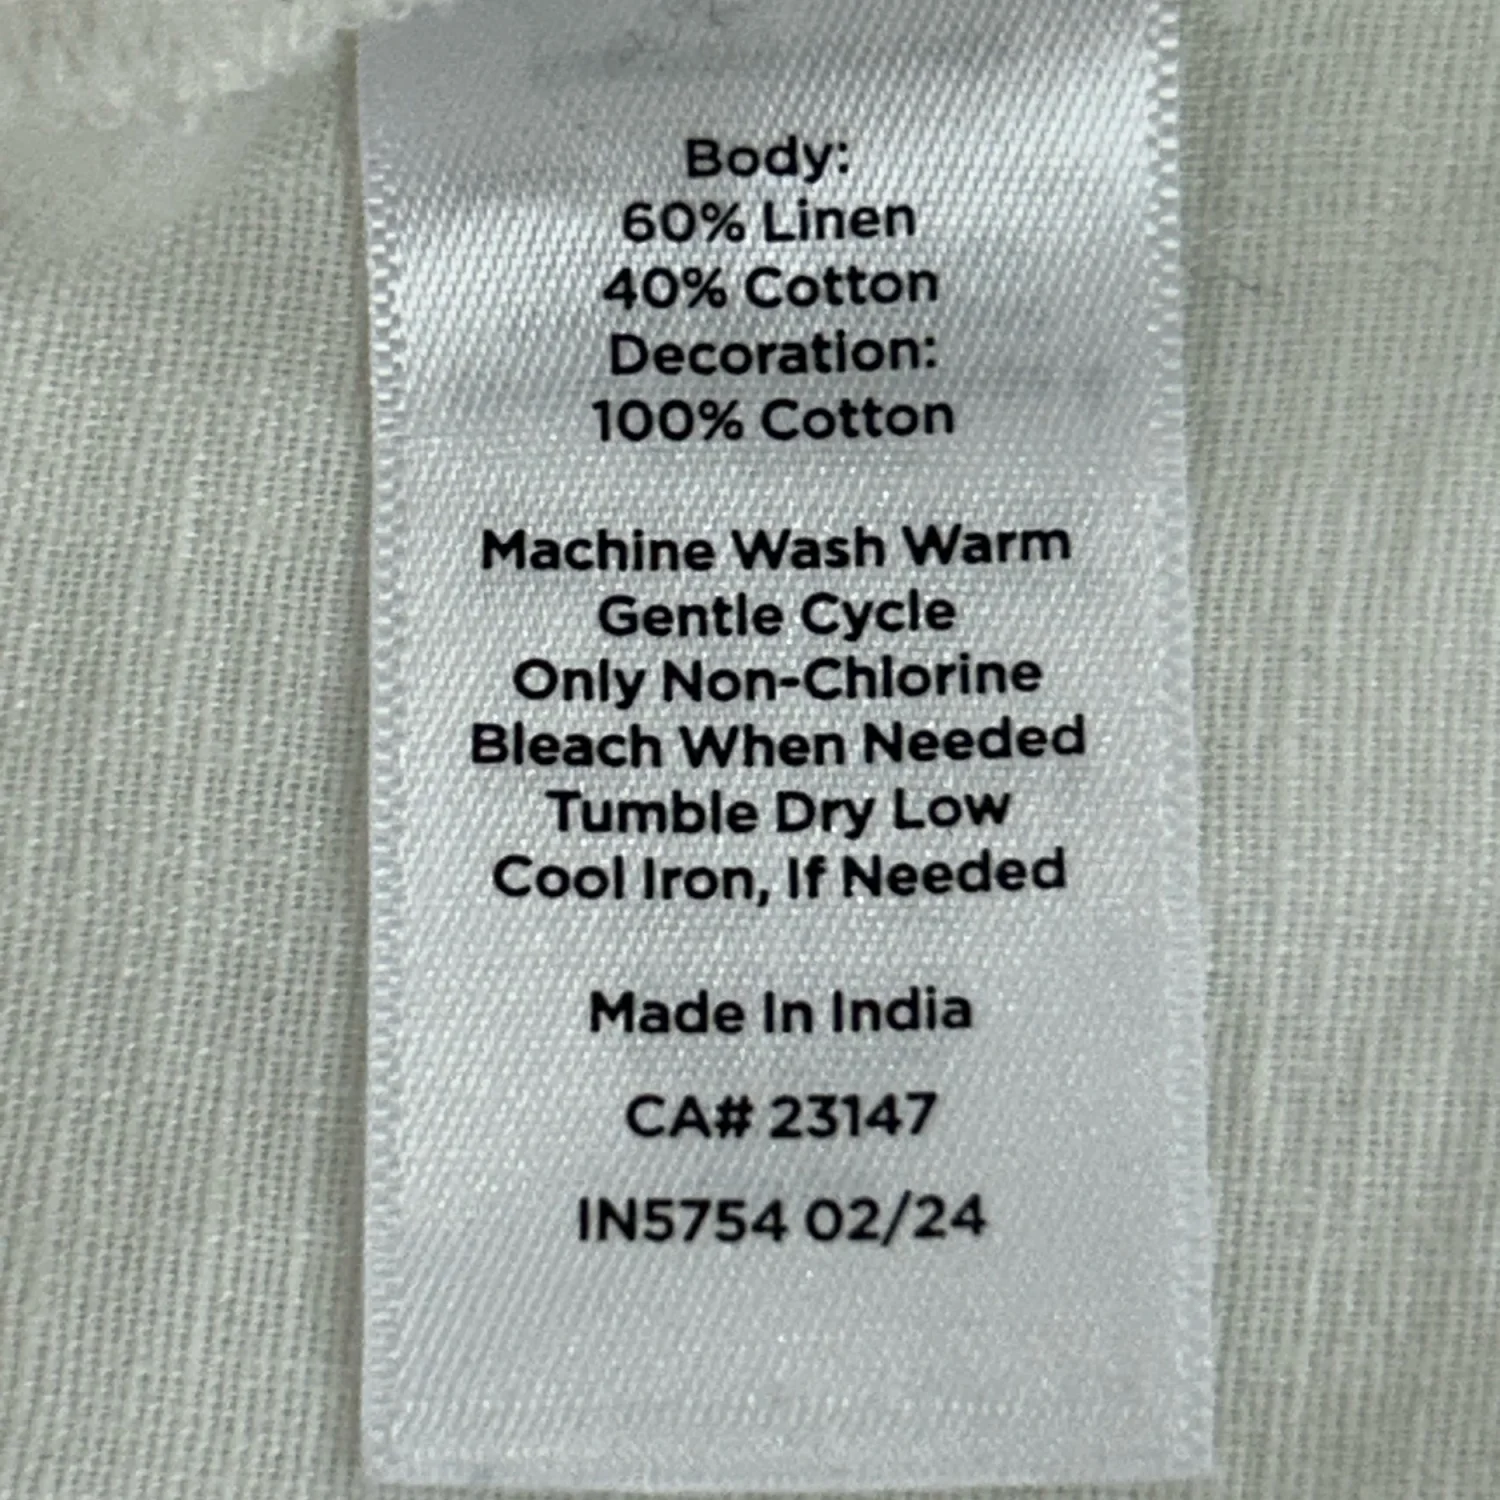 Body:
60% Linen
40% Cotton
Decoration:
100% Cotton
Machine Wash Warm
Gentle Cycle
Only Non-Chlorine
Bleach When Needed
Tumble Dry Low
Cool Iron, If Needed
Made In India
CA# 23147
IN5754 02/24